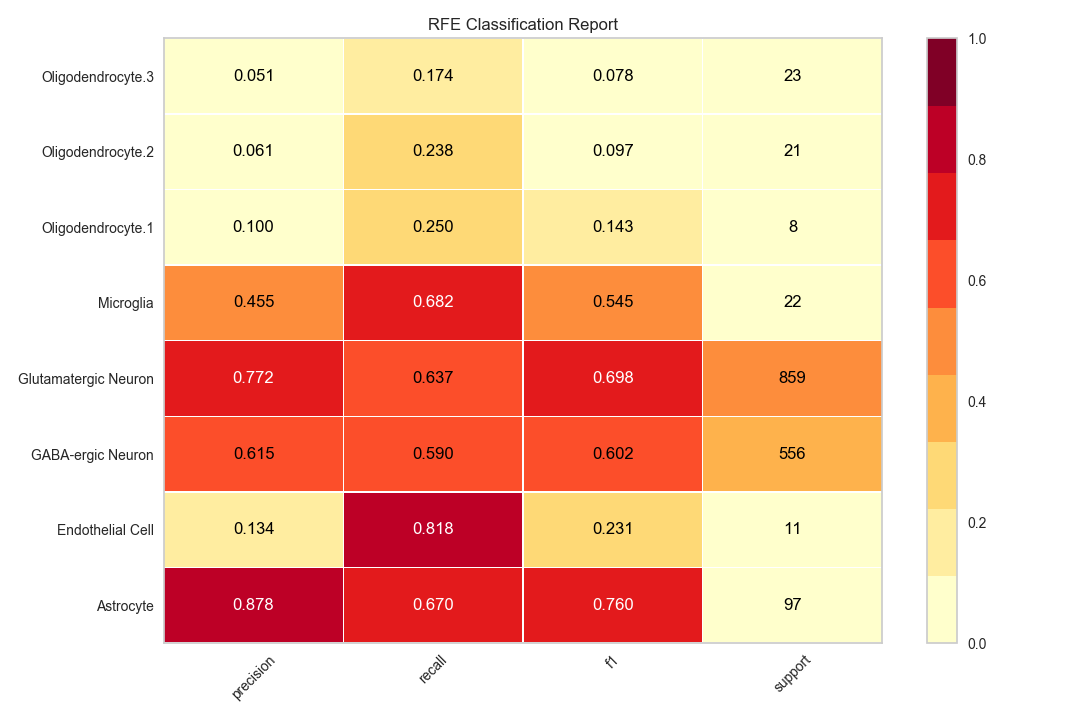 RFE Classification Report
Oligodendrocyte.3 0.051 0.174 0.078 23
Oligodendrocyte.2 0.061 0.238 0.097 21
Oligodendrocyte.1 0.100 0.250 0.143 8
Microglia 0.455 0.682 0.545 22
Glutamatergic Neuron 0.772 0.637 0.698 859
GABA-ergic Neuron 0.615 0.590 0.602 556
Endothelial Cell 0.134 0.818 0.231 11
Astrocyte 0.878 0.670 0.760 97
precision recall f1 support
1.0
0.8
0.6
0.4
0.2
0.0